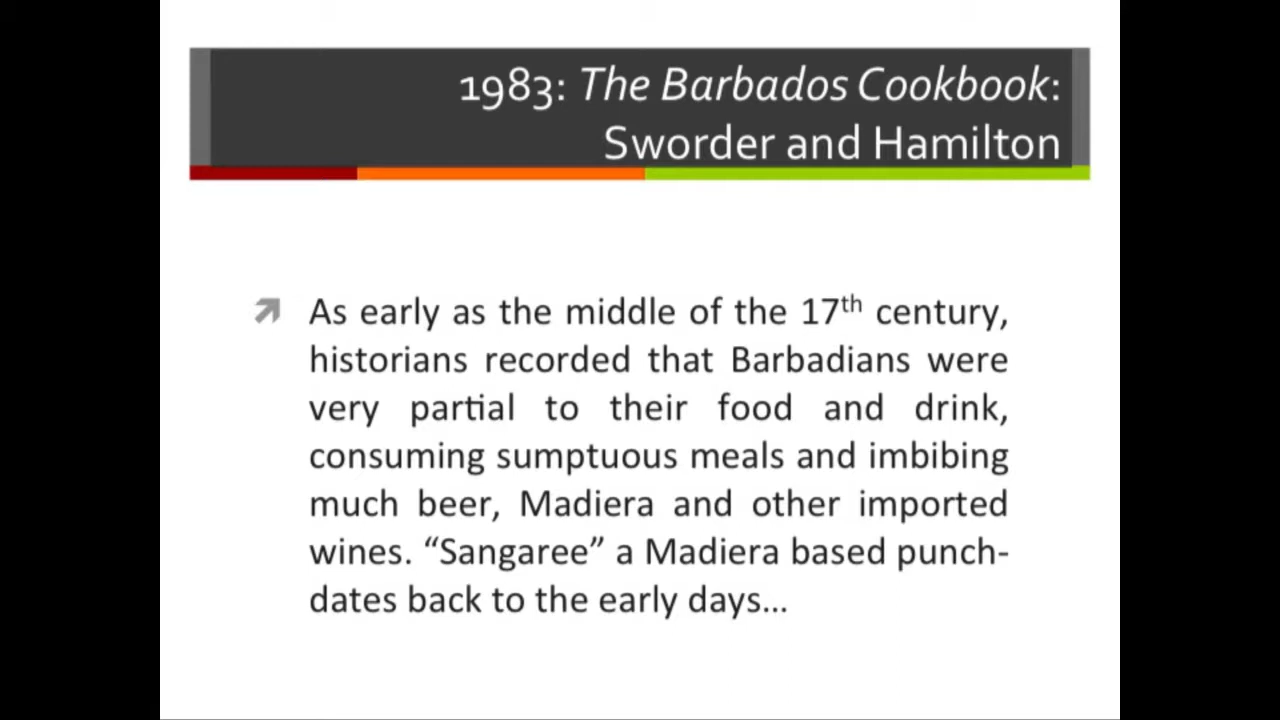 1983: The Barbados Cookbook:
Sworder and Hamilton
As early as the middle of the 17th century,
historians recorded that Barbadians were
very partial to their food and drink,
consuming sumptuous meals and imbibing
much beer, Madiera and other imported
wines. “Sangaree” a Madiera based punch-
dates back to the early days...